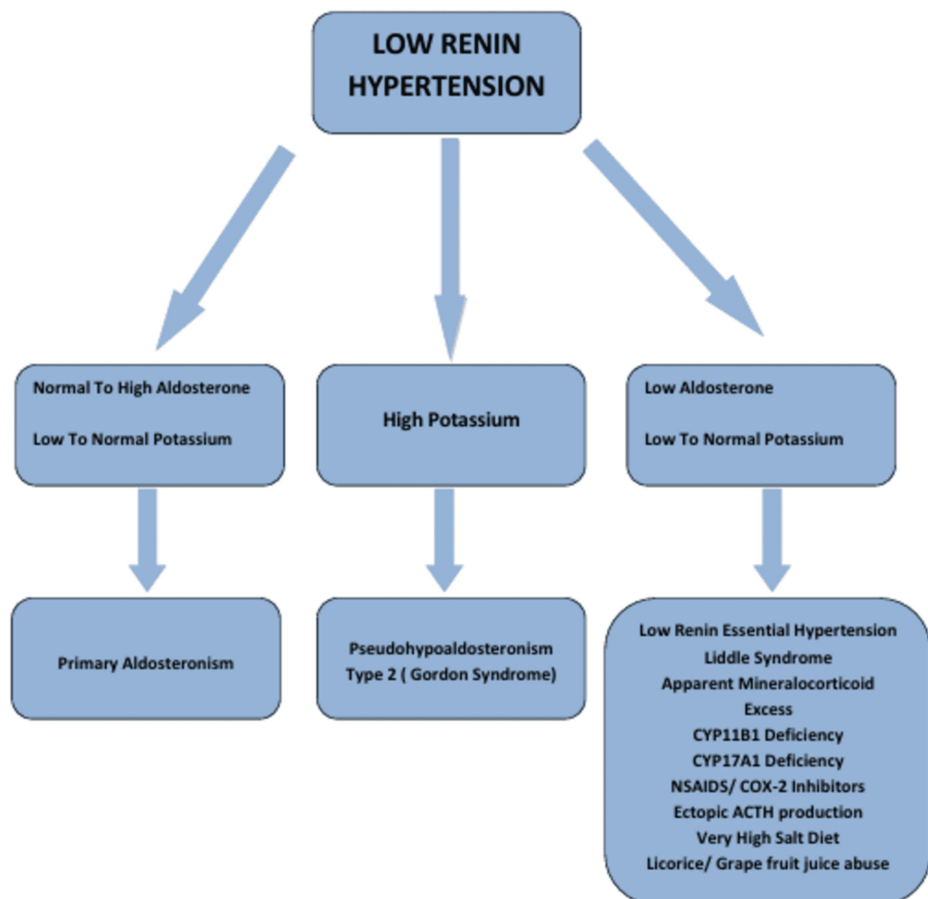 LOW RENIN
HYPERTENSION
Normal To High Aldosterone
Low To Normal Potassium
High Potassium
Low Aldosterone
Low To Normal Potassium
Primary Aldosteronism
Pseudohypoaldosteronism
Type 2 ( Gordon Syndrome)
Low Renin Essential Hypertension
Liddle Syndrome
Apparent Mineralocorticoid
Excess
CYP11B1 Deficiency
CYP17A1 Deficiency
NSAIDS/ COX-2 Inhibitors
Ectopic ACTH production
Very High Salt Diet
Licorice/ Grape fruit juice abuse